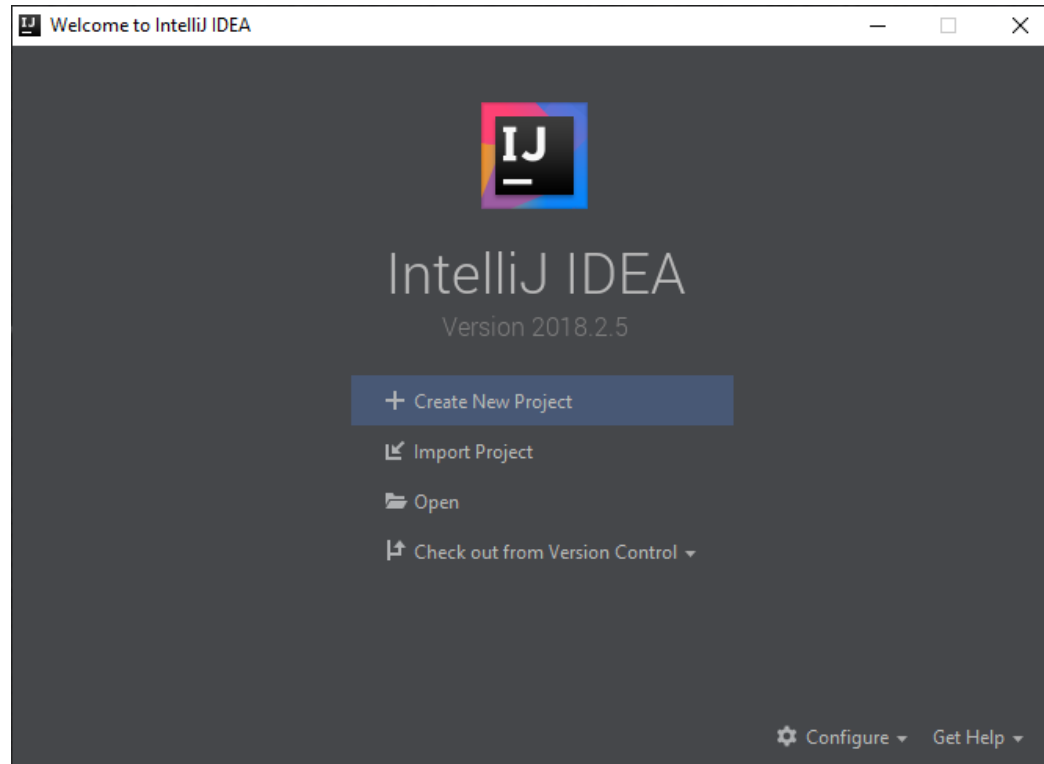 Welcome to IntelliJ IDEA
IJ
IntelliJ IDEA
Version 2018.2.5
Create New Project
Import Project
Open
Check out from Version Control
Configure Get Help